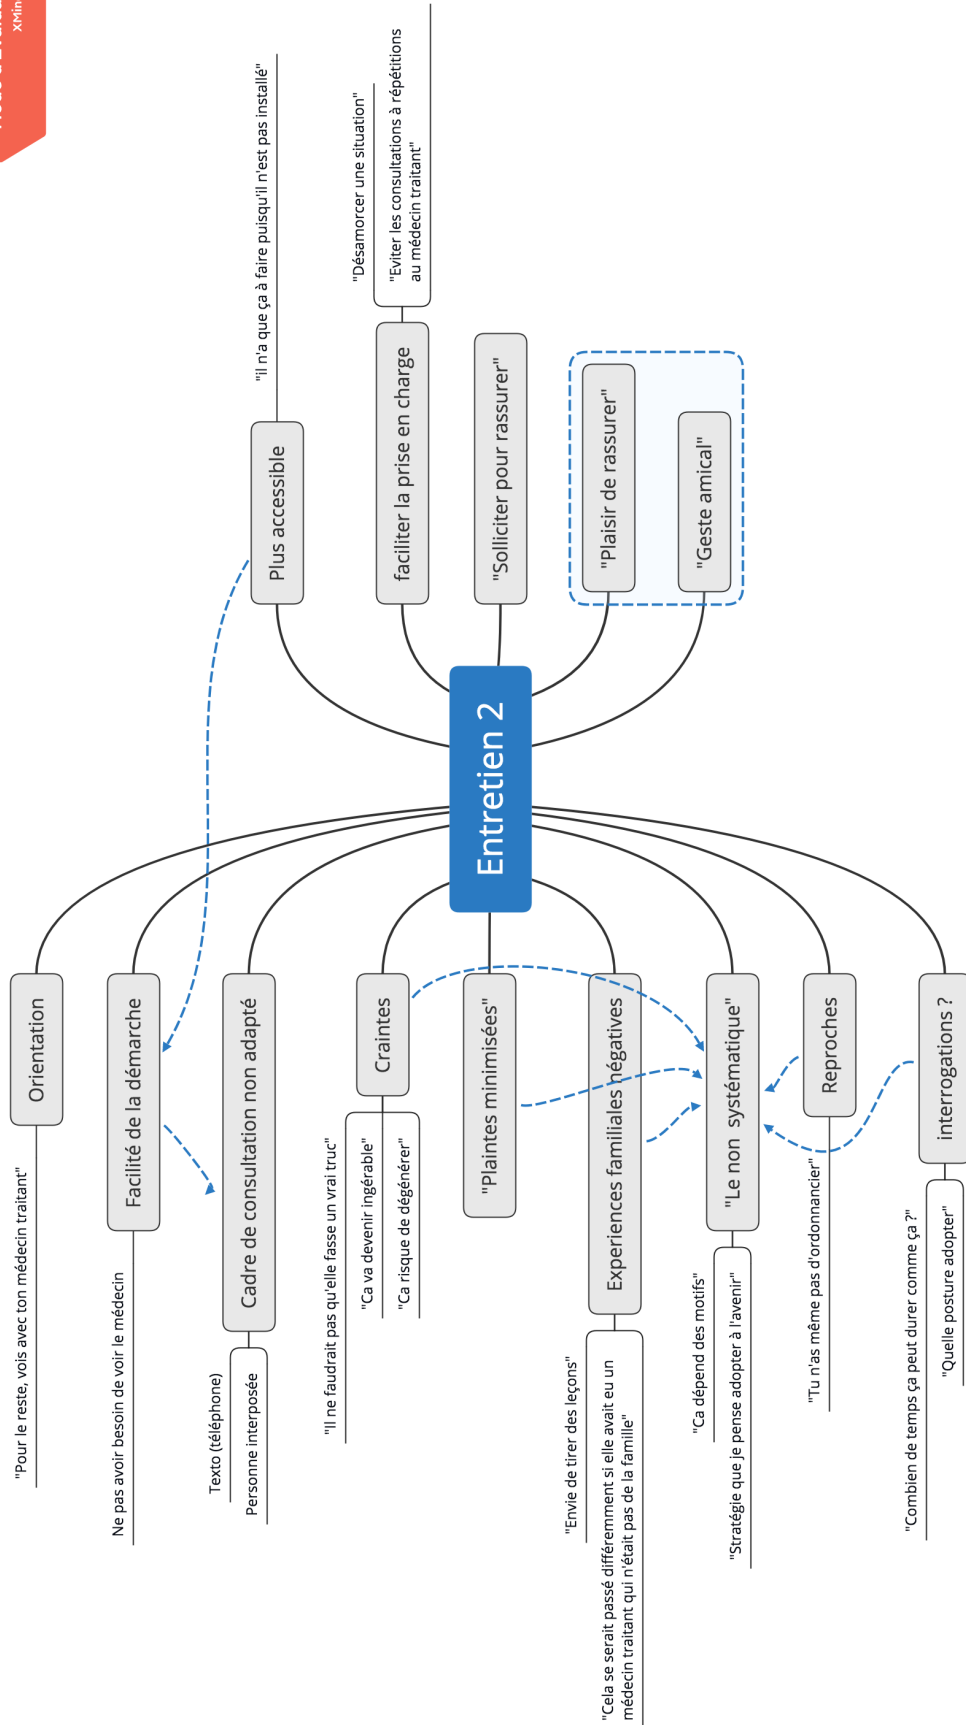 XMin
"il n'a que ça à faire puisqu'il n'est pas installé"
Plus accessible
"Désamorcer une situation"
"Eviter les consultations à répétitions
au médecin traitant"
faciliter la prise en charge
"Solliciter pour rassurer"
"Plaisir de rassurer"
"Geste amical"
Entretien 2
Orientation
"Pour le reste, vois avec ton médecin traitant"
Facilité de la démarche
Ne pas avoir besoin de voir le médecin
Cadre de consultation non adapté
Texto (téléphone)
Personne interposée
Craintes
"Il ne faudrait pas qu'elle fasse un vrai truc"
"Ca va devenir ingérable"
"Ca risque de dégénérer"
"Plaintes minimisées"
Experiences familiales négatives
"Envie de tirer des leçons"
"Cela se serait passé différemment si elle avait eu un
médecin traitant qui n'était pas de la famille"
"Le non systématique"
"Ca dépend des motifs"
"Stratégie que je pense adopter à l'avenir"
Reproches
"Tu n'as même pas d'ordonnancier"
interrogations ?
"Combien de temps ça peut durer comme ça ?"
"Quelle posture adopter"